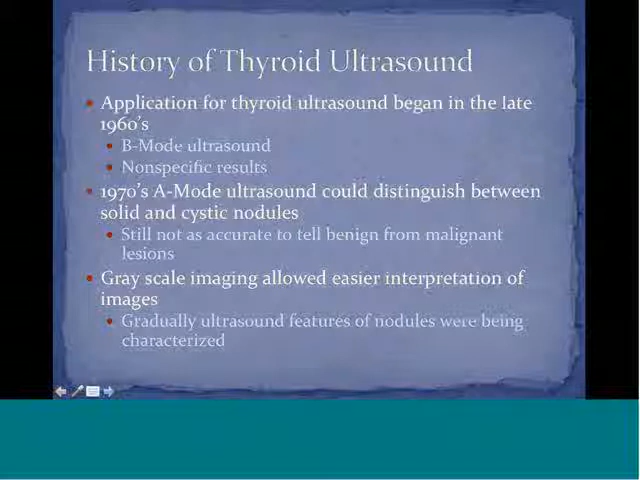 History of Thyroid Ultrasound
• Application for thyroid ultrasound began in the late
1960's
• B-Mode ultrasound
• Nonspecific results
• 1970's A-Mode ultrasound could distinguish between
solid and cystic nodules
• Still not as accurate to tell benign from malignant
lesions
• Gray scale imaging allowed easier interpretation of
images
• Gradually ultrasound features of nodules were being
characterized